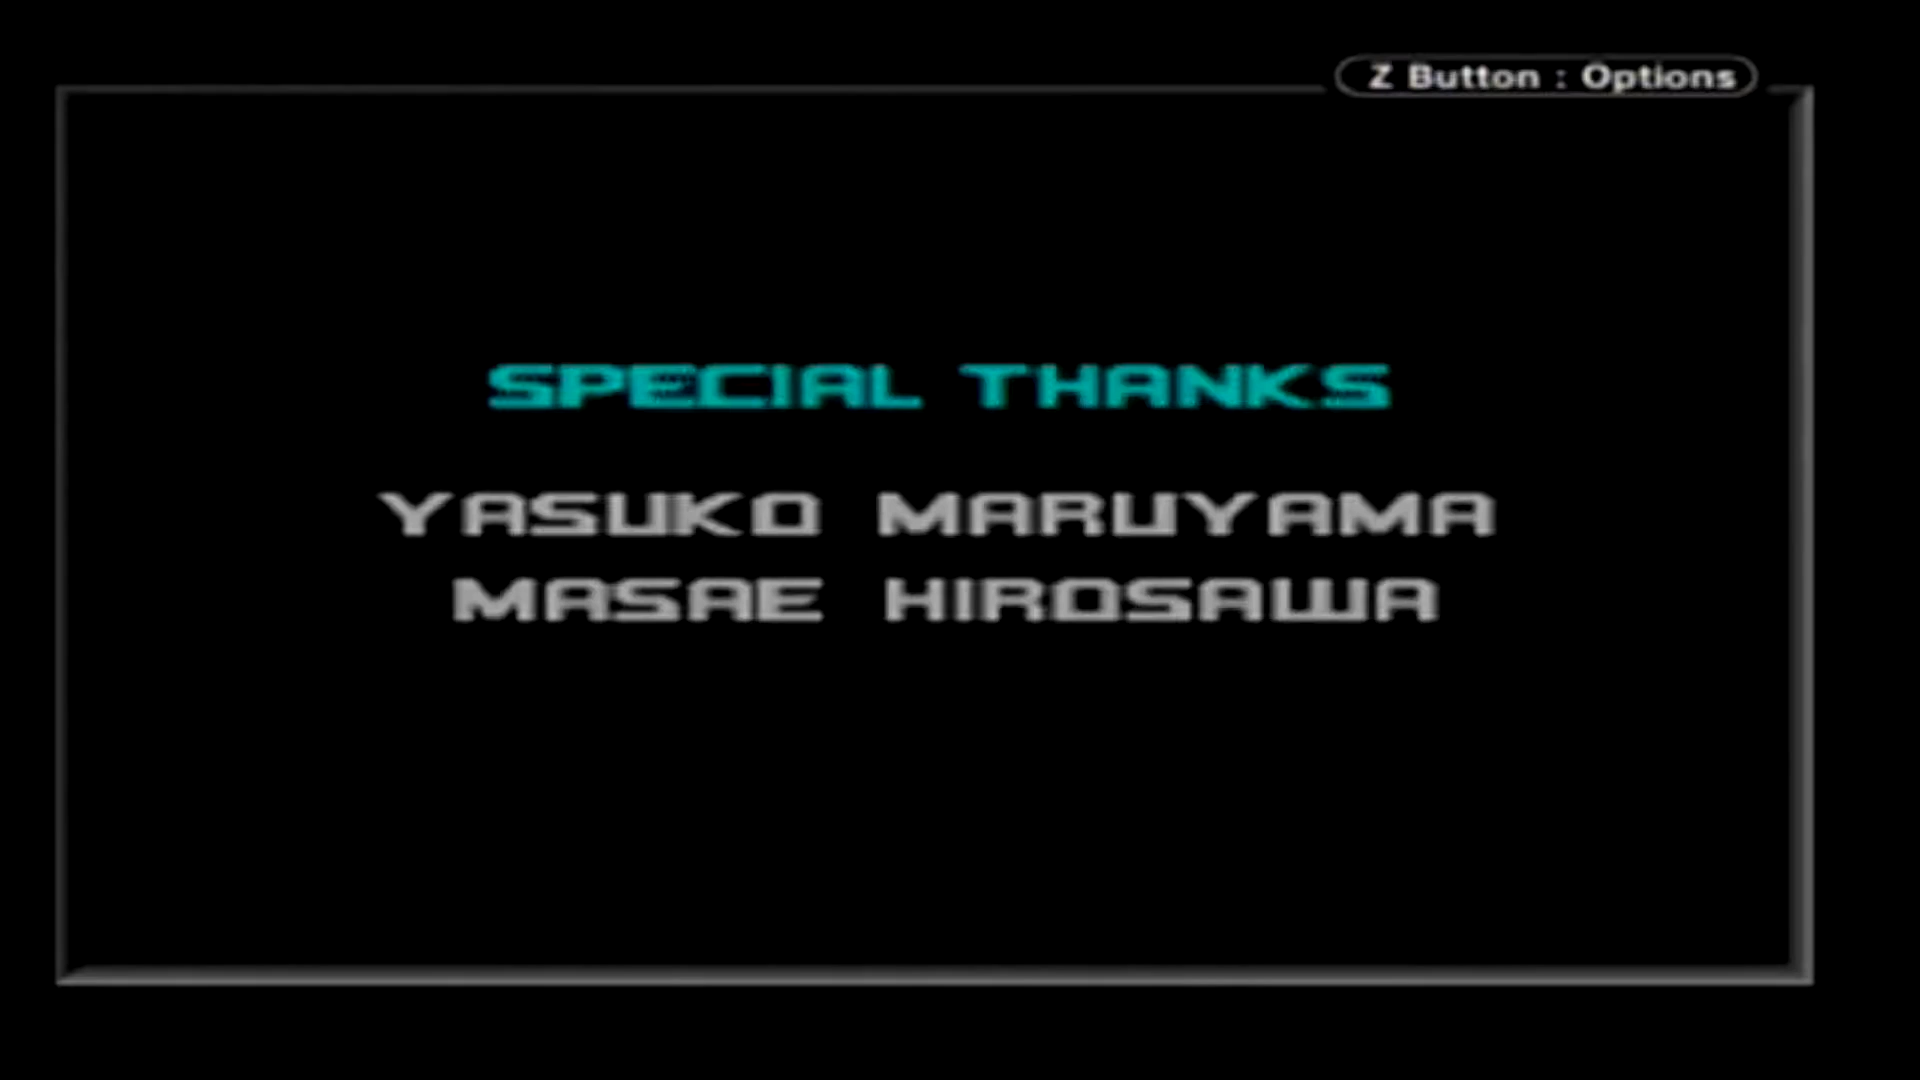 Z Button : Options
SPECIAL THANKS
YASUKO MARUYAMA
MASAE HIROSAWA